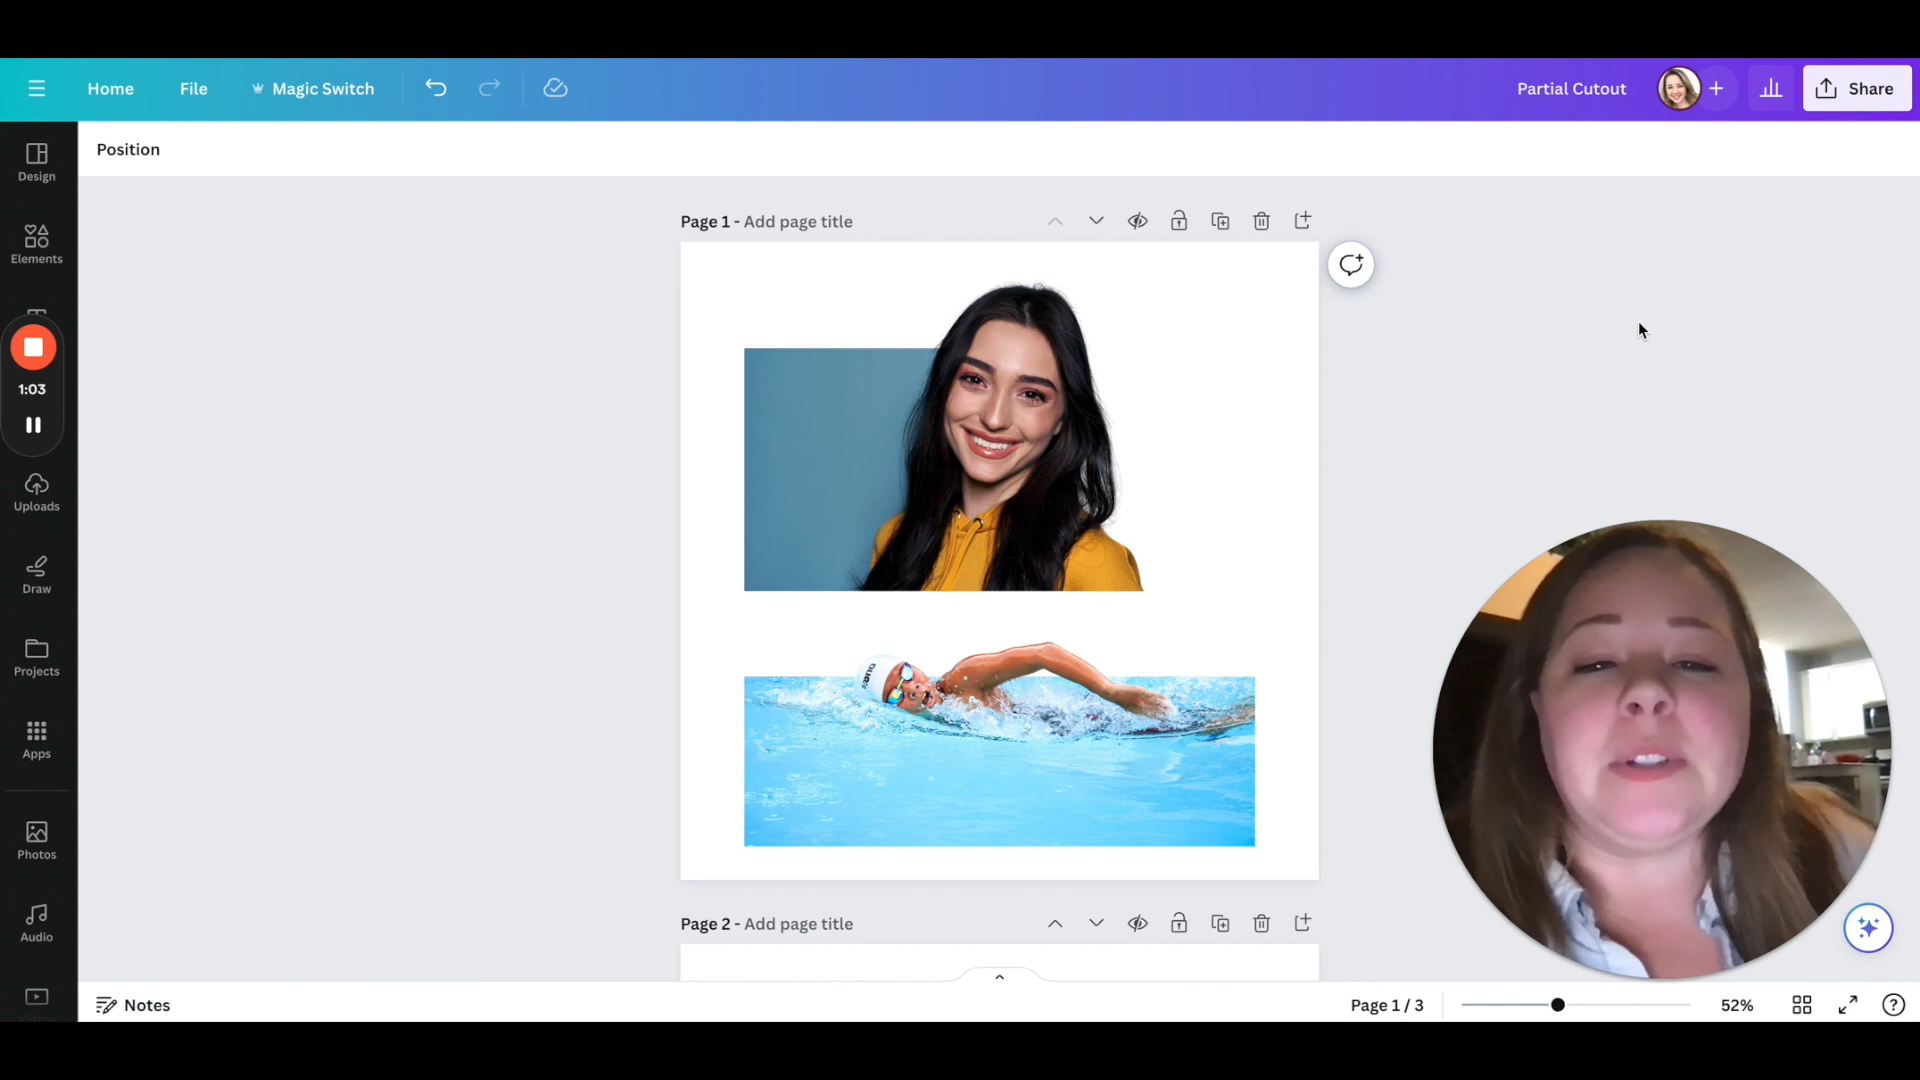 Home File Magic Switch Partial Cutout Share
Position
Design
Elements
1:03
Uploads
Draw
Projects
Apps
Photos
Audio
Page 1 - Add page title
Page 2 - Add page title
Notes Page 1 / 3 52%